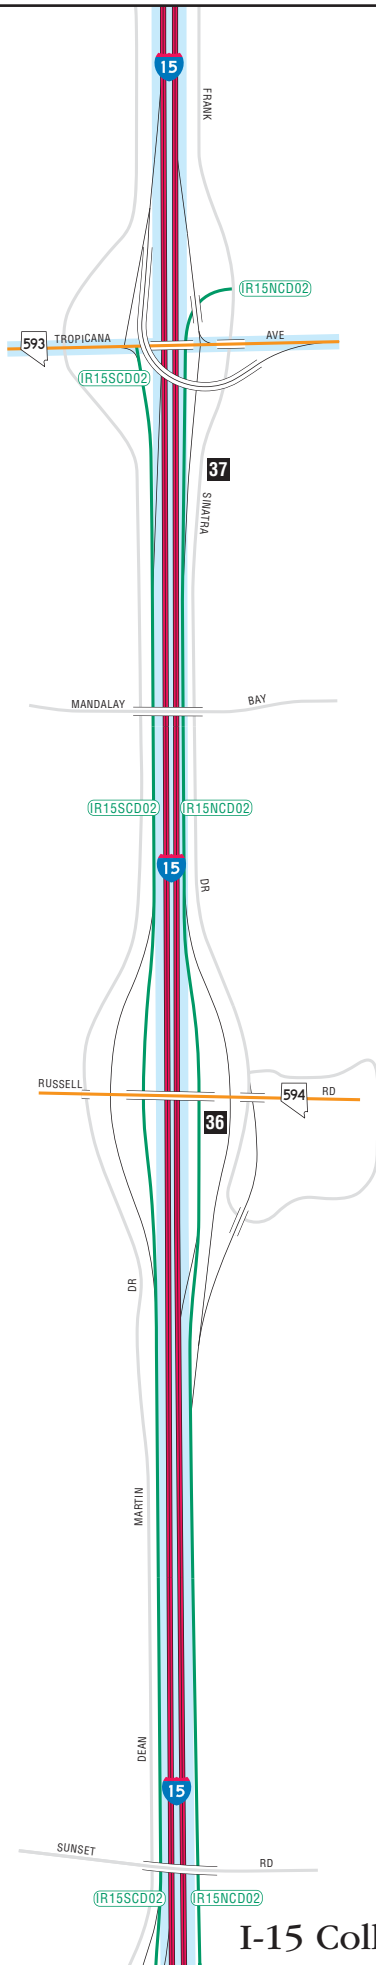 15
FRANK
IR15NCD02
593
TROPICANA
AVE
IR15SCD02
37
SINATRA
MANDALAY
BAY
IR15SCD02
IR15NCD02
15
DR
RUSSELL
594
RD
36
DR
MARTIN
DEAN
15
SUNSET
RD
IR15SCD02
IR15NCD02
I-15 Coll